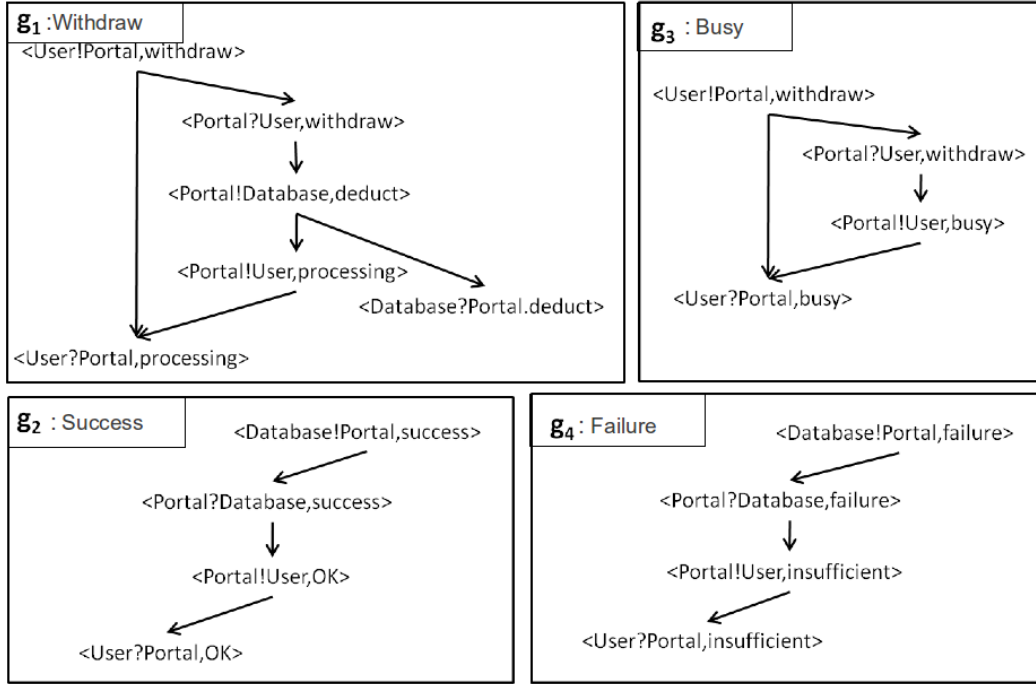 g1 :Withdraw
<User!Portal,withdraw>
<Portal?User,withdraw>
<Portal!Database,deduct>
<Portal!User,processing>
<Database?Portal.deduct>
<User?Portal,processing>
g3 : Busy
<User!Portal,withdraw>
<Portal?User,withdraw>
<Portal!User,busy>
<User?Portal,busy>
g2 : Success
<Database!Portal,success>
<Portal?Database,success>
<Portal!User,OK>
<User?Portal,OK>
g4 : Failure
<Database!Portal,failure>
<Portal?Database,failure>
<Portal!User,insufficient>
<User?Portal,insufficient>